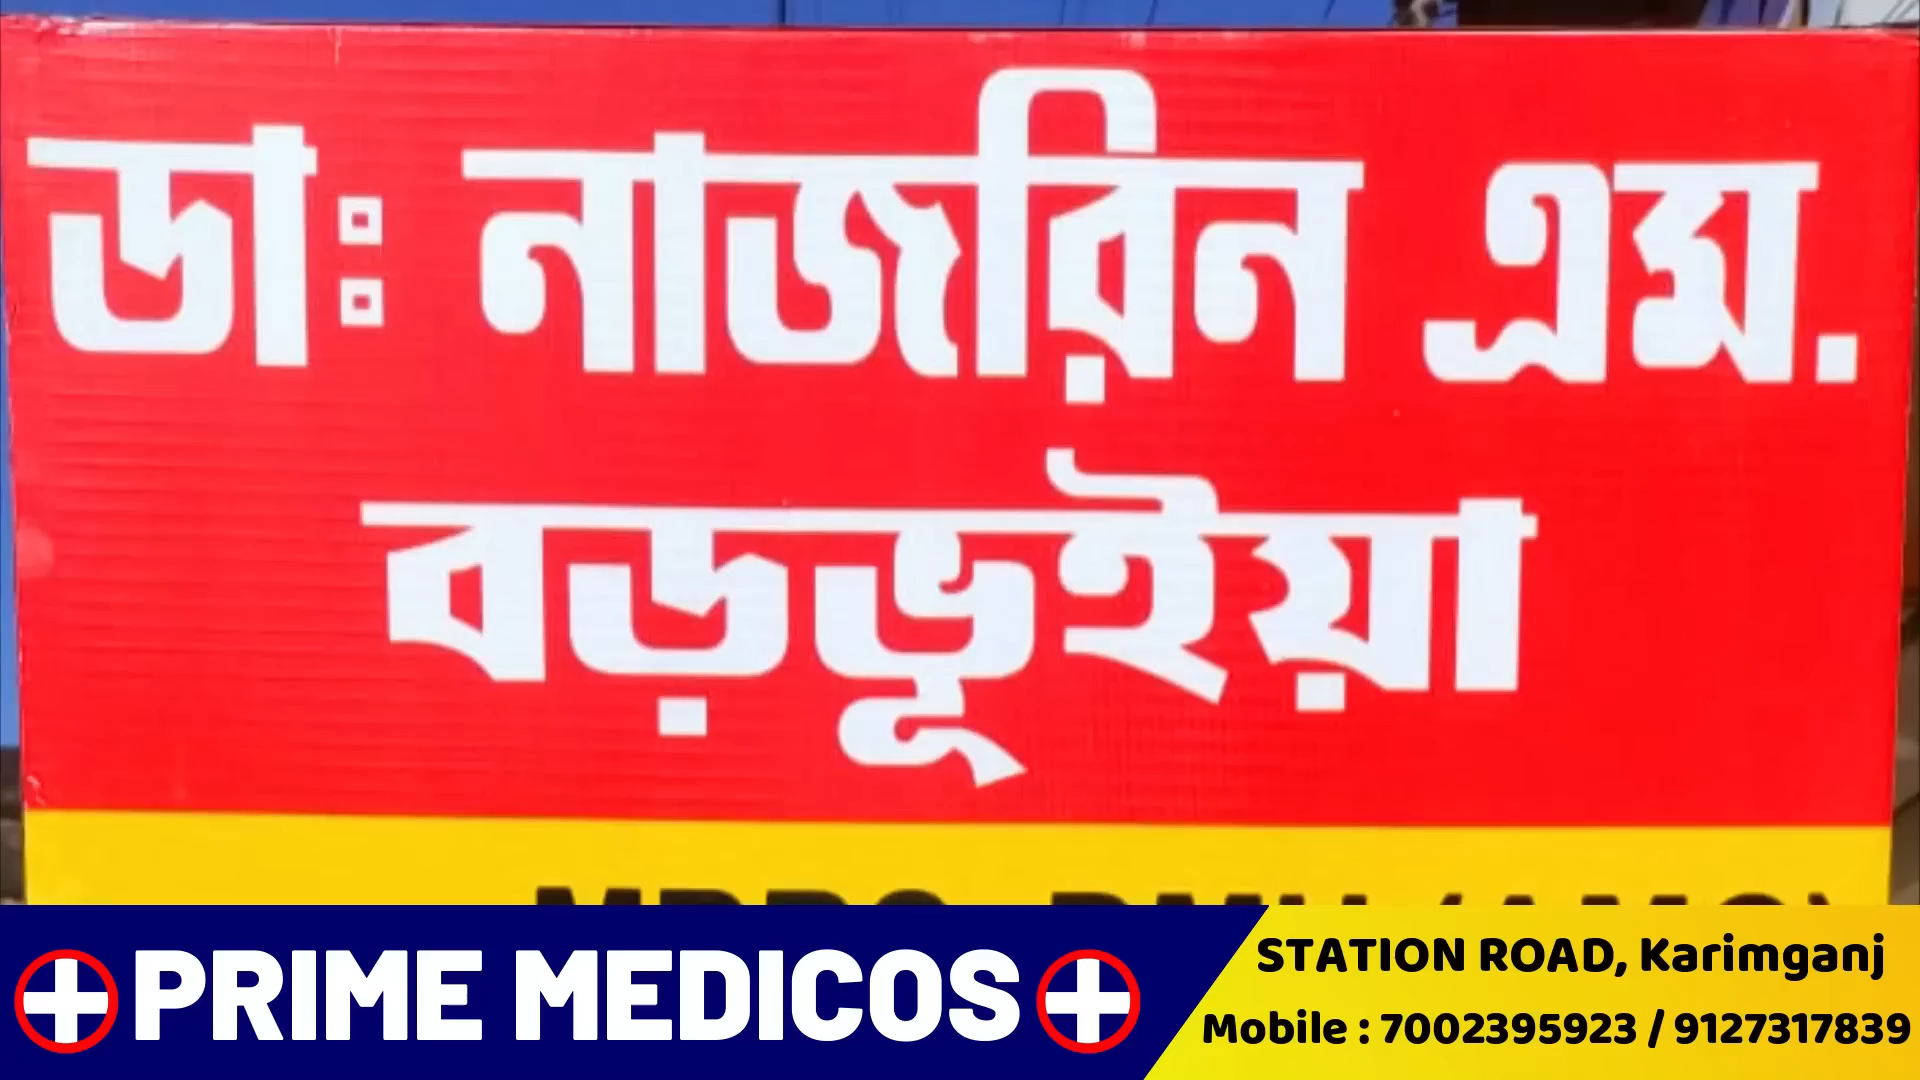 ডাঃ নাজরিন এম.
বড়ভূইয়া
PRIME MEDICOS
STATION ROAD, Karimganj
Mobile : 7002395923 / 9127317839